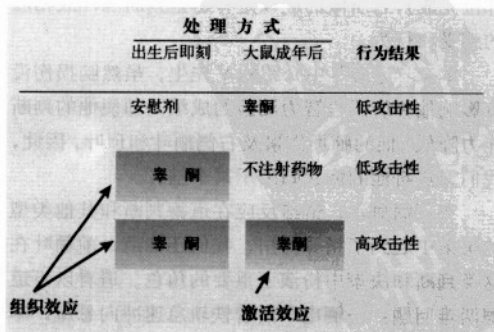 处理方式
出生后即刻 大鼠成年后 行为结果
安慰剂 睾酮 低攻击性
睾酮 不注射药物 低攻击性
睾酮 睾酮 高攻击性
组织效应
激活效应